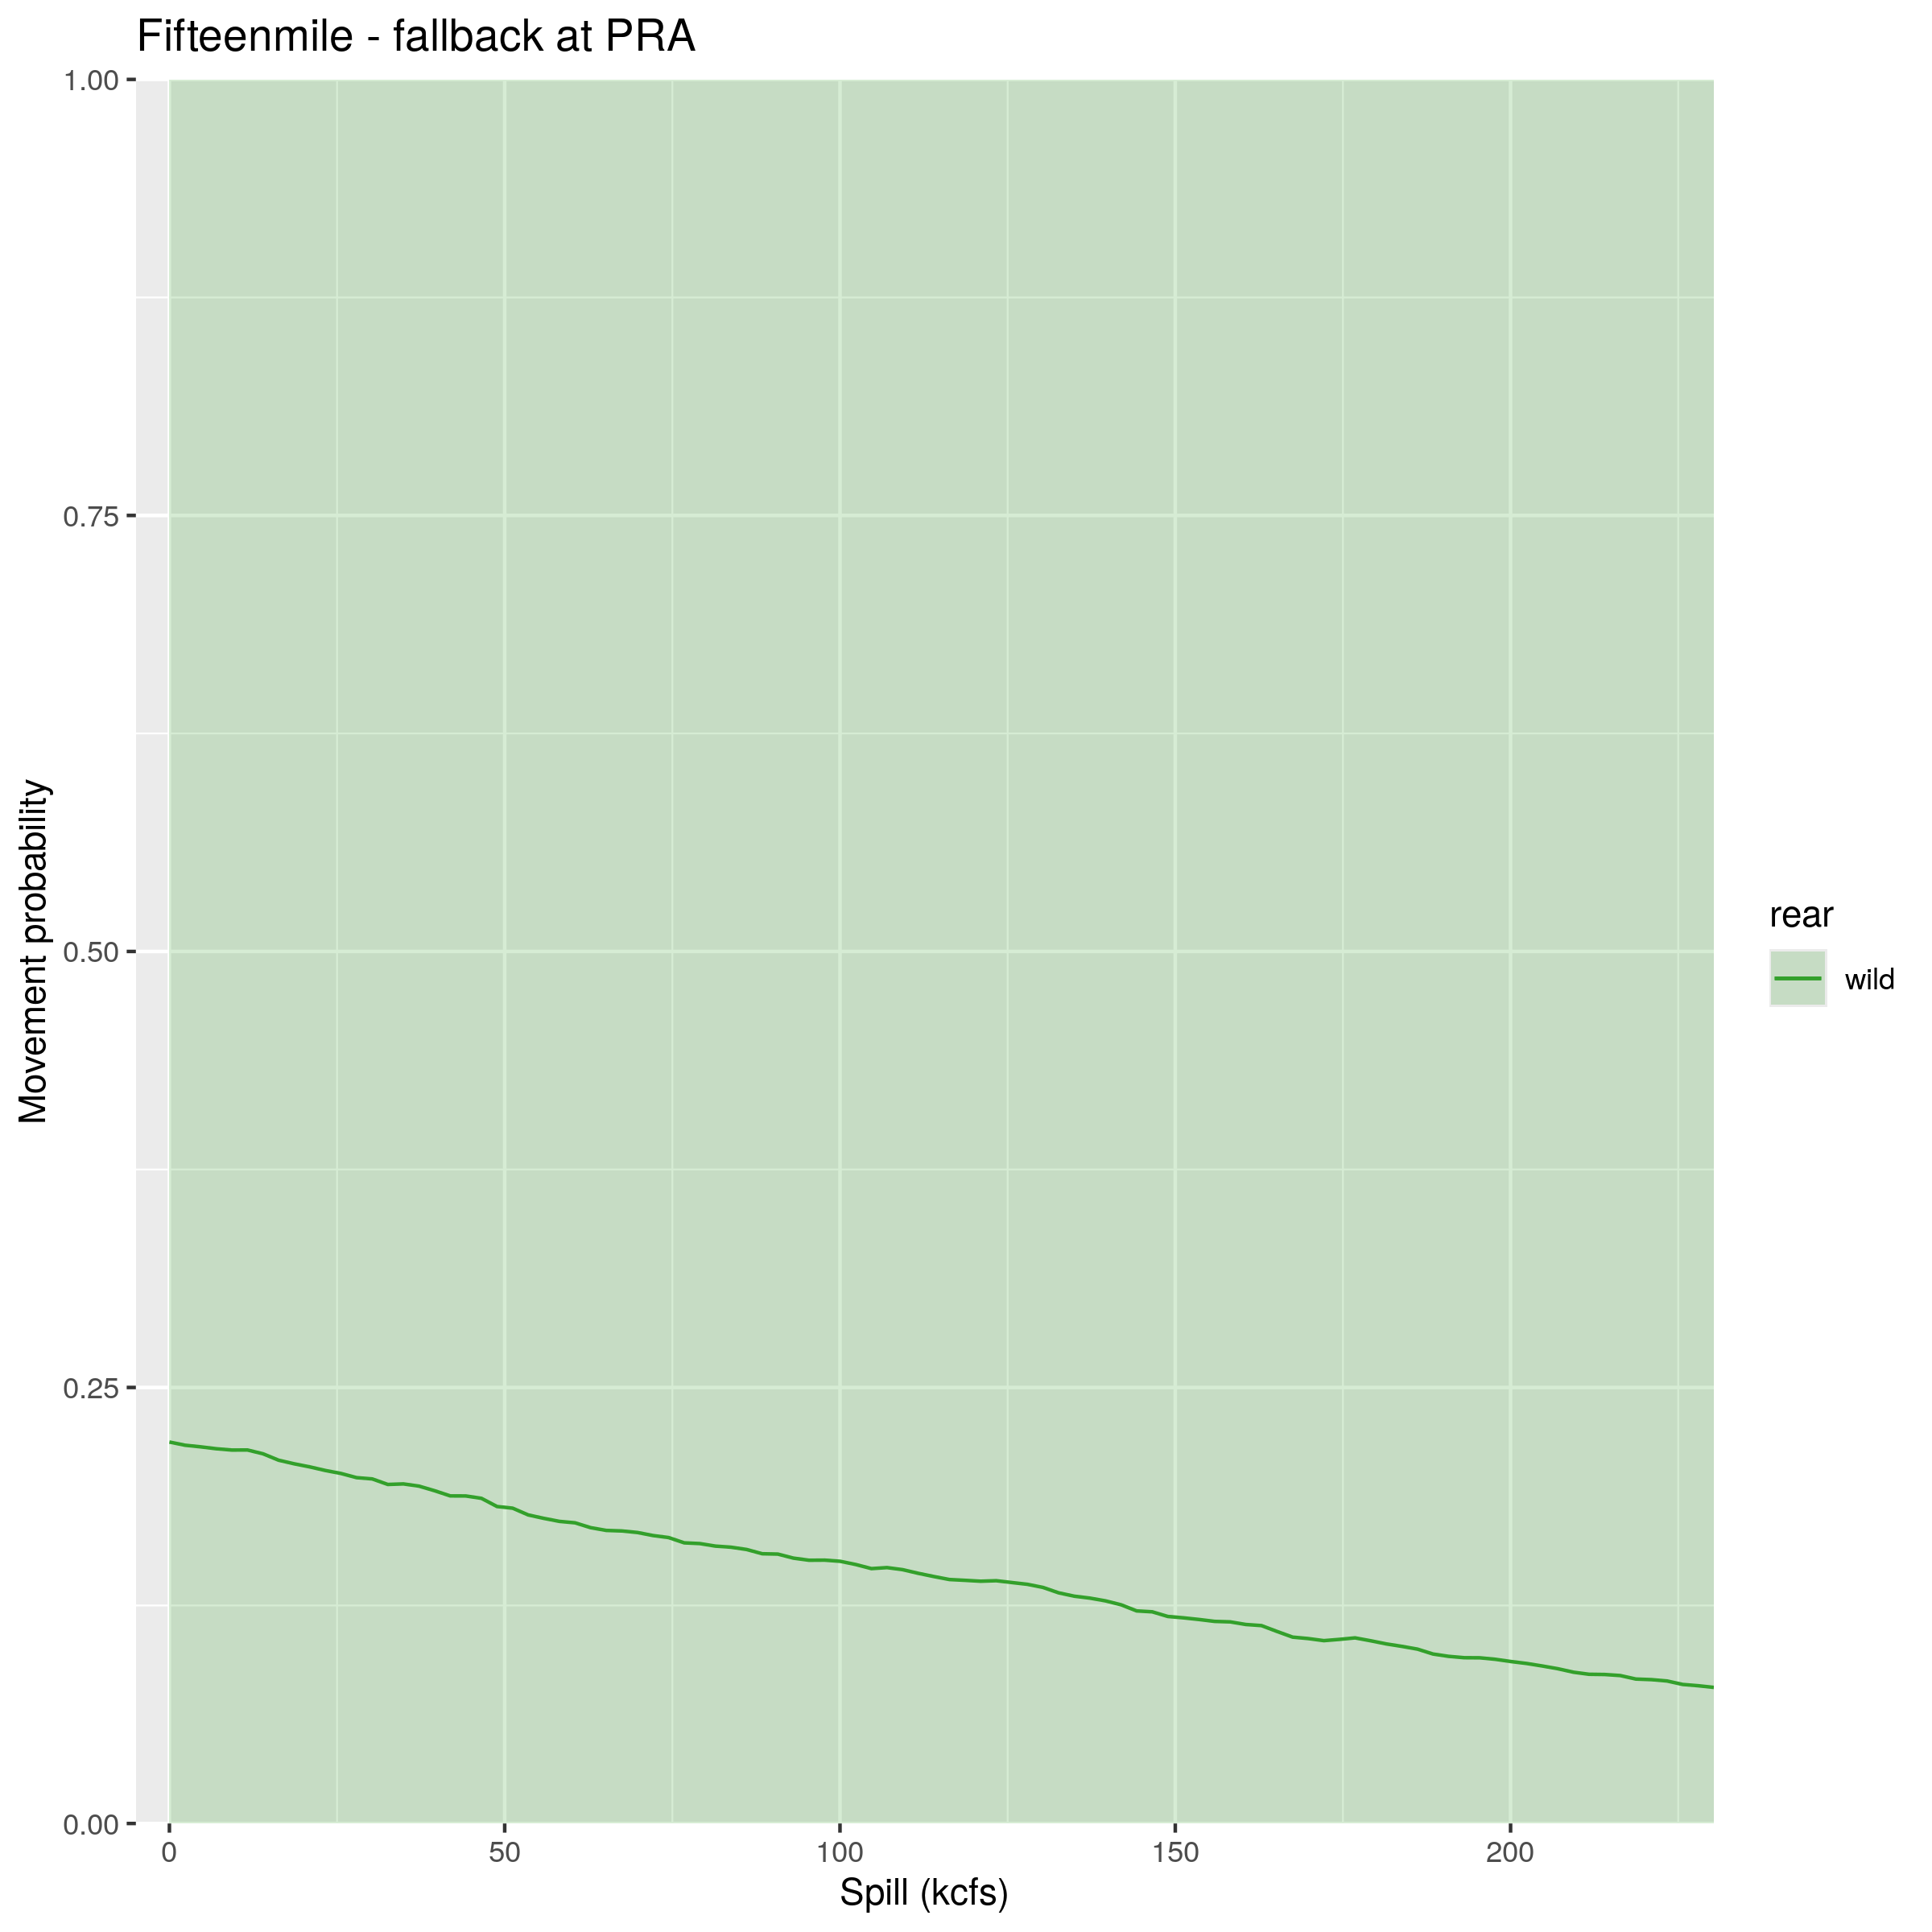 Fifteenmile - fallback at PRA
1.00
0.75
0.50
0.25
0.00
Movement probability
0
50
100
150
200
Spill (kcfs)
rear
wild